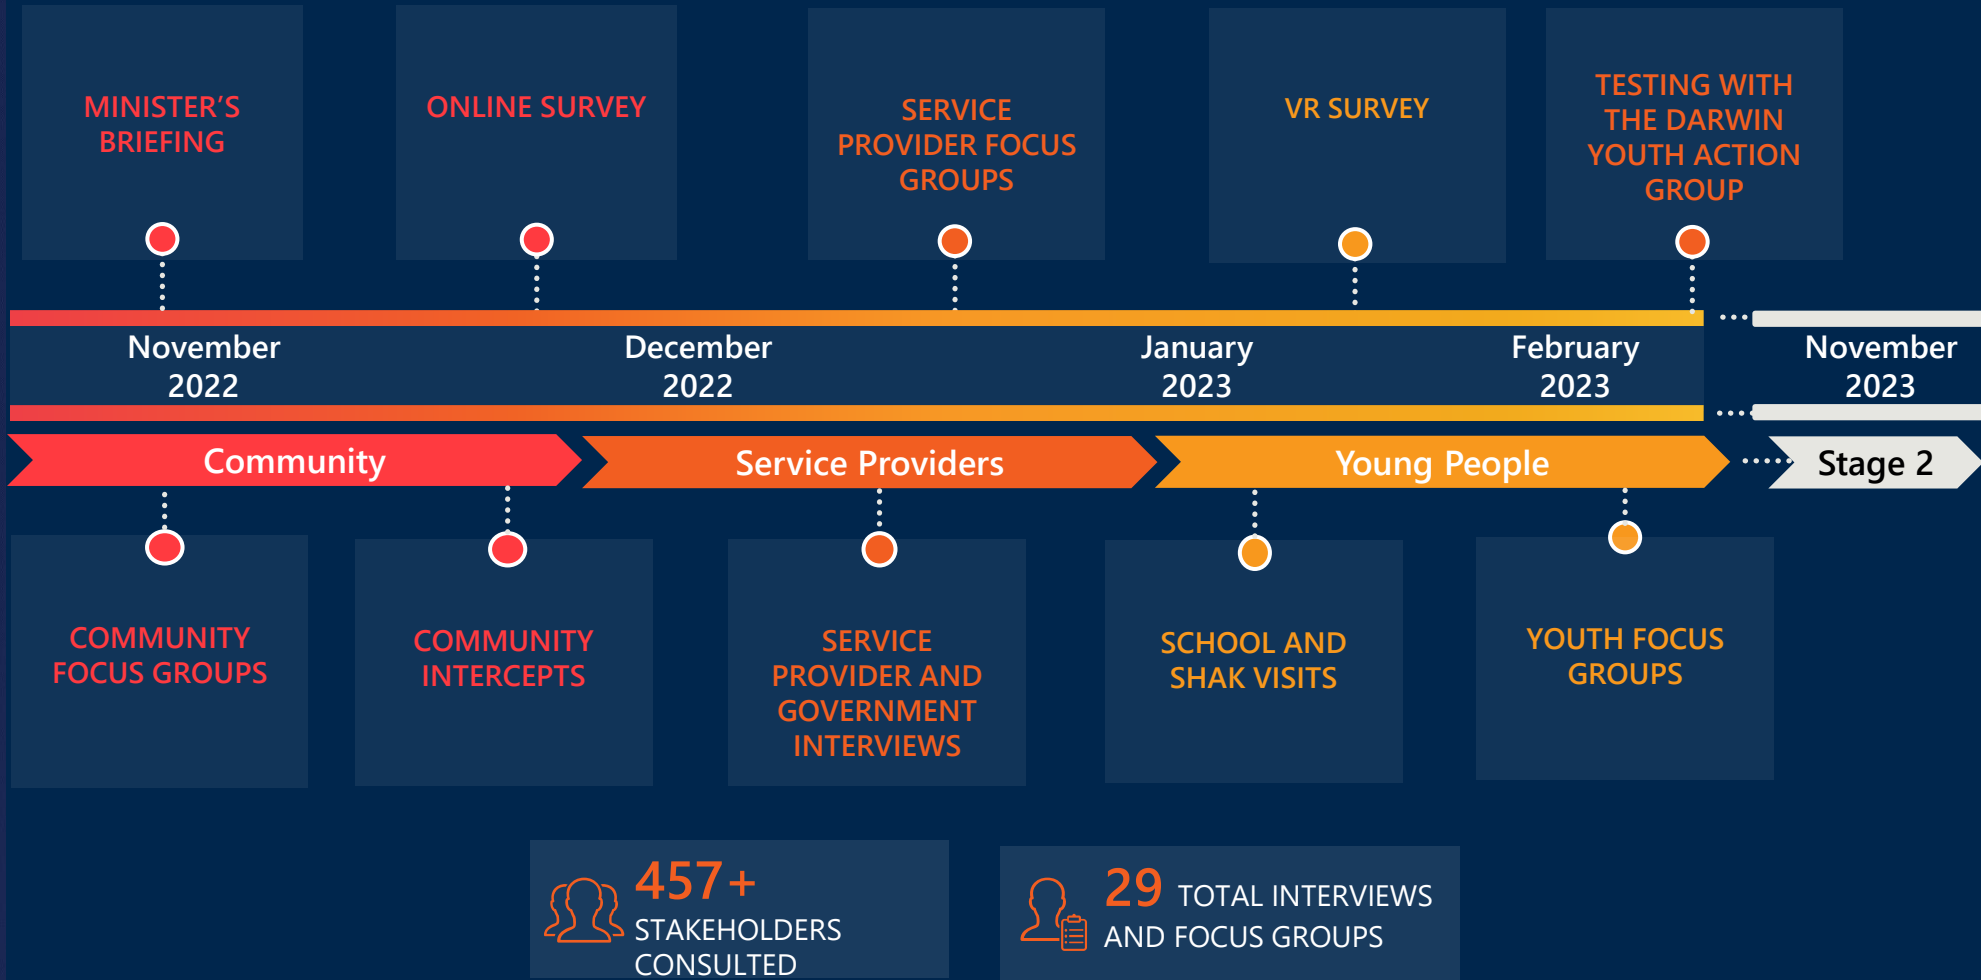 MINISTER'S
BRIEFING
ONLINE SURVEY
SERVICE
PROVIDER FOCUS
GROUPS
VR SURVEY
TESTING WITH
THE DARWIN
YOUTH ACTION
GROUP
November
2022
December
2022
January
2023
February
2023
November
2023
Community
Service Providers
Young People
Stage 2
COMMUNITY
FOCUS GROUPS
COMMUNITY
INTERCEPTS
SERVICE
PROVIDER AND
GOVERNMENT
INTERVIEWS
SCHOOL AND
SHAK VISITS
YOUTH FOCUS
GROUPS
457+
STAKEHOLDERS
CONSULTED
29 TOTAL INTERVIEWS
AND FOCUS GROUPS